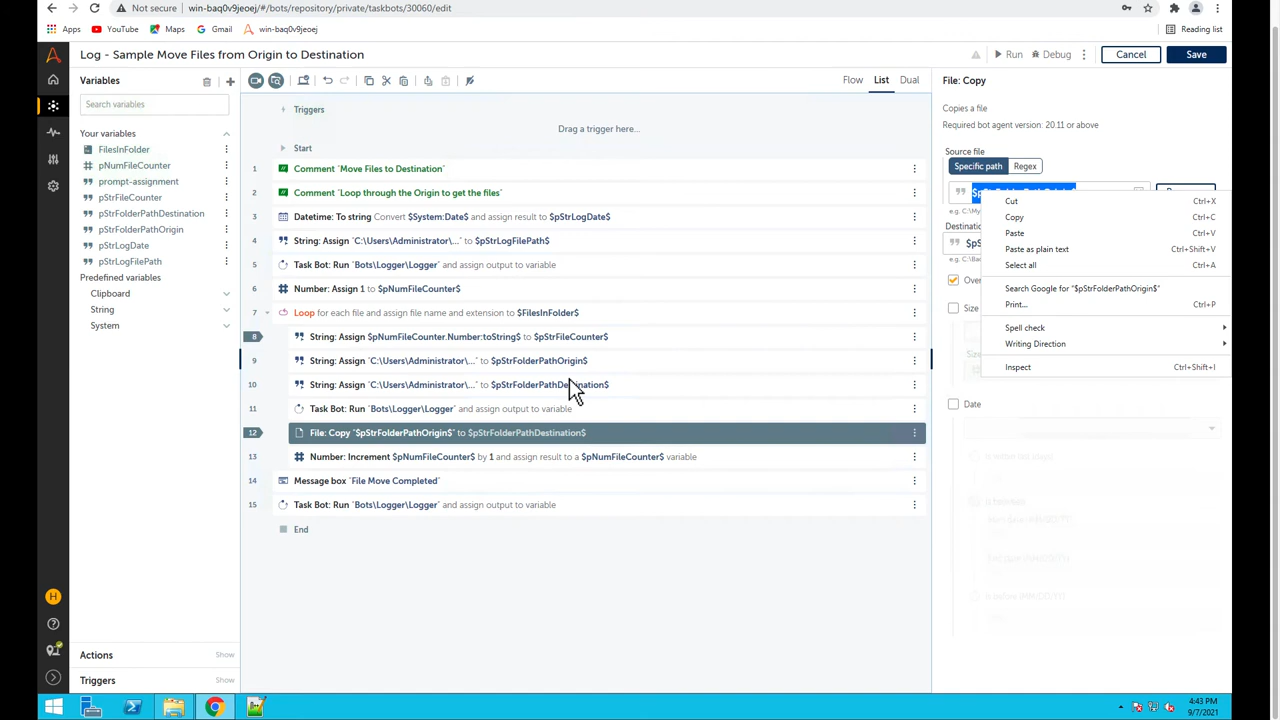 Not secure | win-baq0v9jeoej/#/bots/repository/private/taskbots/30060/edit
Apps YouTube Maps Gmail win-baq0v9jeoej Reading list
Log - Sample Move Files from Origin to Destination Run Debug Cancel Save
Variables Flow List Dual File: Copy
Search variables
Triggers
Drag a trigger here...
Start
Your variables
FilesInFolder
pNumFileCounter
prompt-assignment
pStrFileCounter
pStrFolderPathDestination
pStrFolderPathOrigin
pStrLogDate
pStrLogFilePath
Predefined variables
Clipboard
String
System
1 Comment "Move Files to Destination"
2 Comment "Loop through the Origin to get the files"
3 Datetime: To string Convert $System:Date$ and assign result to $pStrLogDate$
4 String: Assign "C:\Users\Administrator\..." to $pStrLogFilePath$
5 Task Bot: Run "Bots\Logger\Logger" and assign output to variable
6 Number: Assign 1 to $pNumFileCounter$
7 Loop for each file and assign file name and extension to $FilesInFolder$
8 String: Assign $pNumFileCounter.Number:toString$ to $pStrFileCounter$
9 String: Assign "C:\Users\Administrator\..." to $pStrFolderPathOrigin$
10 String: Assign "C:\Users\Administrator\..." to $pStrFolderPathDestination$
11 Task Bot: Run "Bots\Logger\Logger" and assign output to variable
12 File: Copy "$pStrFolderPathOrigin$" to $pStrFolderPathDestination$
13 Number: Increment $pNumFileCounter$ by 1 and assign result to a $pNumFileCounter$ variable
14 Message box "File Move Completed"
15 Task Bot: Run "Bots\Logger\Logger" and assign output to variable
End
Copies a file
Required bot agent version: 20.11 or above
Source file
Specific path Regex
e.g. C:\My
Destinatio
$pS
e.g. C:\Ba
Over
Size
Date
Cut Ctrl+X
Copy Ctrl+C
Paste Ctrl+V
Paste as plain text Ctrl+Shift+V
Select all Ctrl+A
Search Google for "$pStrFolderPathOrigin$"
Print... Ctrl+P
Spell check
Writing Direction
Inspect Ctrl+Shift+I
H
Actions Show
Triggers Show
4:43 PM
9/7/2021